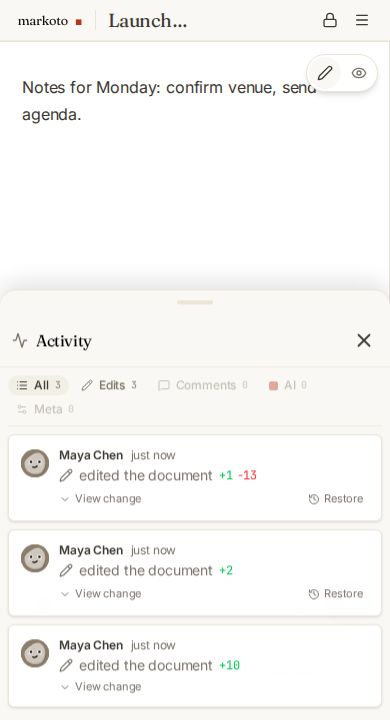 markoto
Launch...
Notes for Monday: confirm venue, send
agenda.
Activity
All 3 Edits 3 Comments 0 AI 0
Meta 0
Maya Chen just now
edited the document +1 -13
View change Restore
Maya Chen just now
edited the document +2
View change Restore
Maya Chen just now
edited the document +10
View change